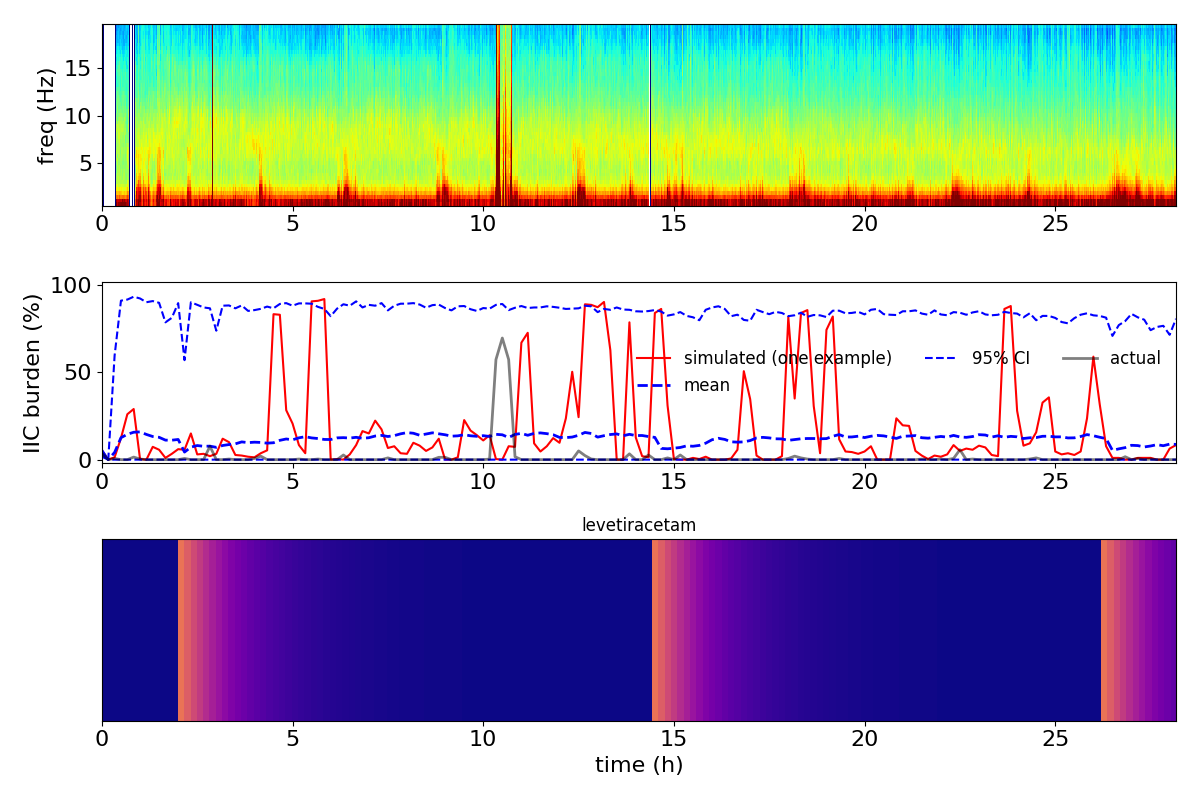 freq (Hz)
15
10
5
0 5 10 15 20 25
IIC burden (%)
100
50
0
simulated (one example) 95% CI actual
mean
0 5 10 15 20 25
levetiracetam
0 5 10 15 20 25
time (h)